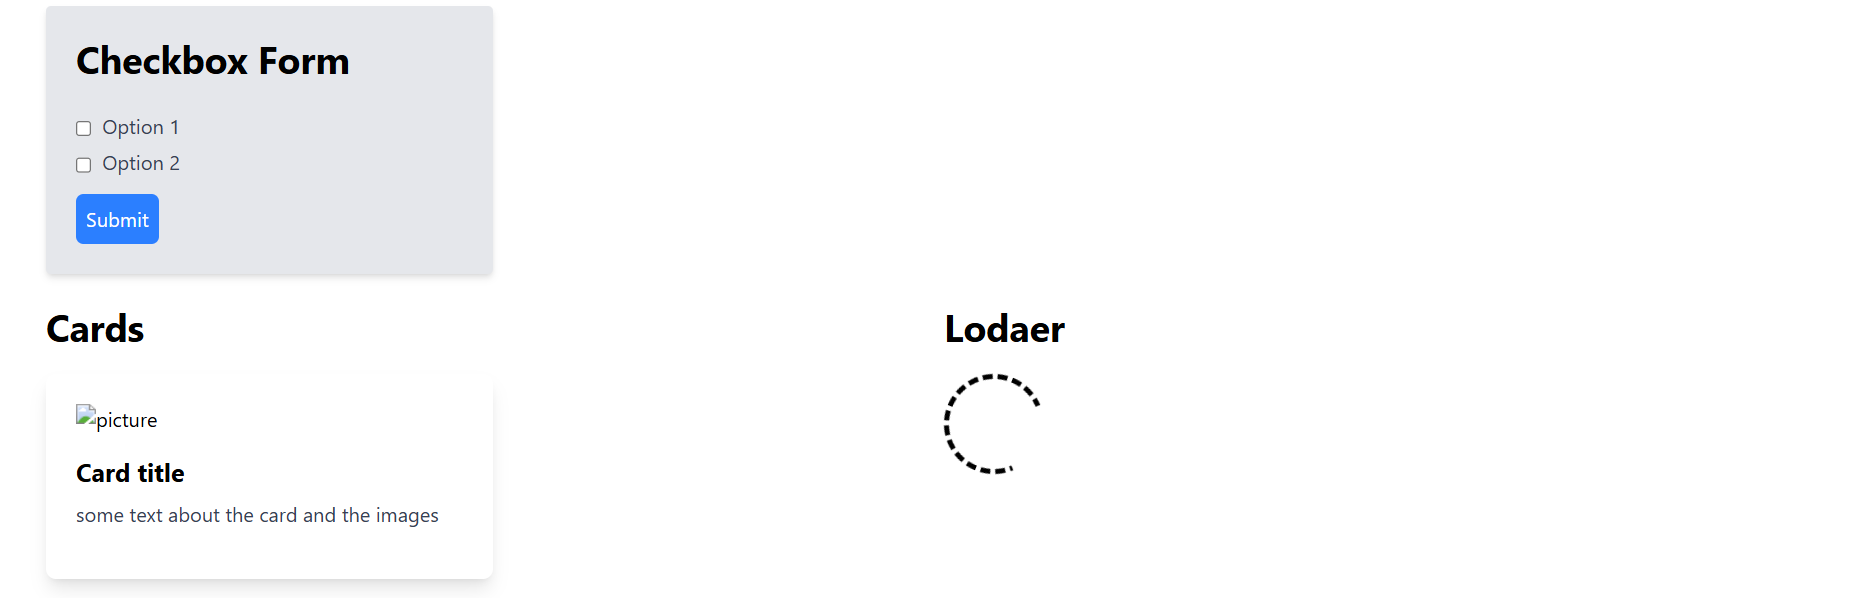 Checkbox Form
Option 1
Option 2
Submit
Cards
Lodaer
picture
Card title
some text about the card and the images